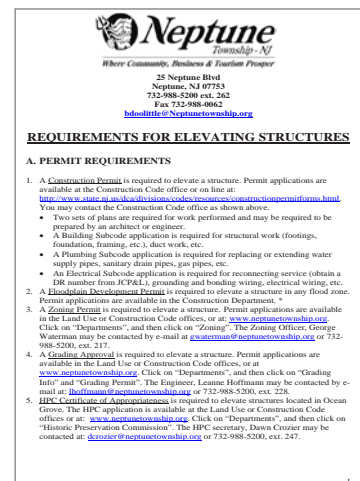 Neptune
Township - NJ
Where Community, Business & Tourism Prosper
25 Neptune Blvd
Neptune, NJ 07753
732-988-5200 ext. 262
Fax 732-988-0062
bdoolittle@Neptunetownship.org
REQUIREMENTS FOR ELEVATING STRUCTURES
A. PERMIT REQUIREMENTS
1. A Construction Permit is required to elevate a structure. Permit applications are
available at the Construction Code office or on line at:
http://www.state.nj.us/dca/divisions/codes/resources/constructionpermitforms.html.
You may contact the Construction Code office as shown above.
• Two sets of plans are required for work performed and may be required to be
prepared by an architect or engineer.
• A Building Subcode application is required for structural work (footings,
foundation, framing, etc.), duct work, etc.
• A Plumbing Subcode application is required for replacing or extending water
supply pipes, sanitary drain pipes, gas pipes, etc.
• An Electrical Subcode application is required for reconnecting service (obtain a
DR number from JCP&L), grounding and bonding wiring, electrical wiring, etc.
2. A Floodplain Development Permit is required to elevate a structure in any flood zone.
Permit applications are available in the Construction Department. *
3. A Zoning Permit is required to elevate a structure. Permit applications are available
in the Land Use or Construction Code offices, or at: www.neptunetownship.org.
Click on “Departments”, and then click on “Zoning”. The Zoning Officer, George
Waterman may be contacted by e-mail at gwaterman@neptunetownship.org or 732-
988-5200, ext. 217.
4. A Grading Approval is required to elevate a structure. Permit applications are
available in the Land Use or Construction Code offices, or at
www.neptunetownship.org. Click on “Departments”, and then click on “Grading
Info” and “Grading Permit”. The Engineer, Leanne Hoffmann may be contacted by e-
mail at: lhoffmann@neptunetownship.org or 732-988-5200, ext. 228.
5. HPC Certificate of Appropriateness is required to elevate structures located in Ocean
Grove. The HPC application is available at the Land Use or Construction Code
offices or at: www.neptunetownship.org. Click on “Departments”, and then click on
“Historic Preservation Commission”. The HPC secretary, Dawn Crozier may be
contacted at: dcrozier@neptunetownship.org or 732-988-5200, ext. 247.
1